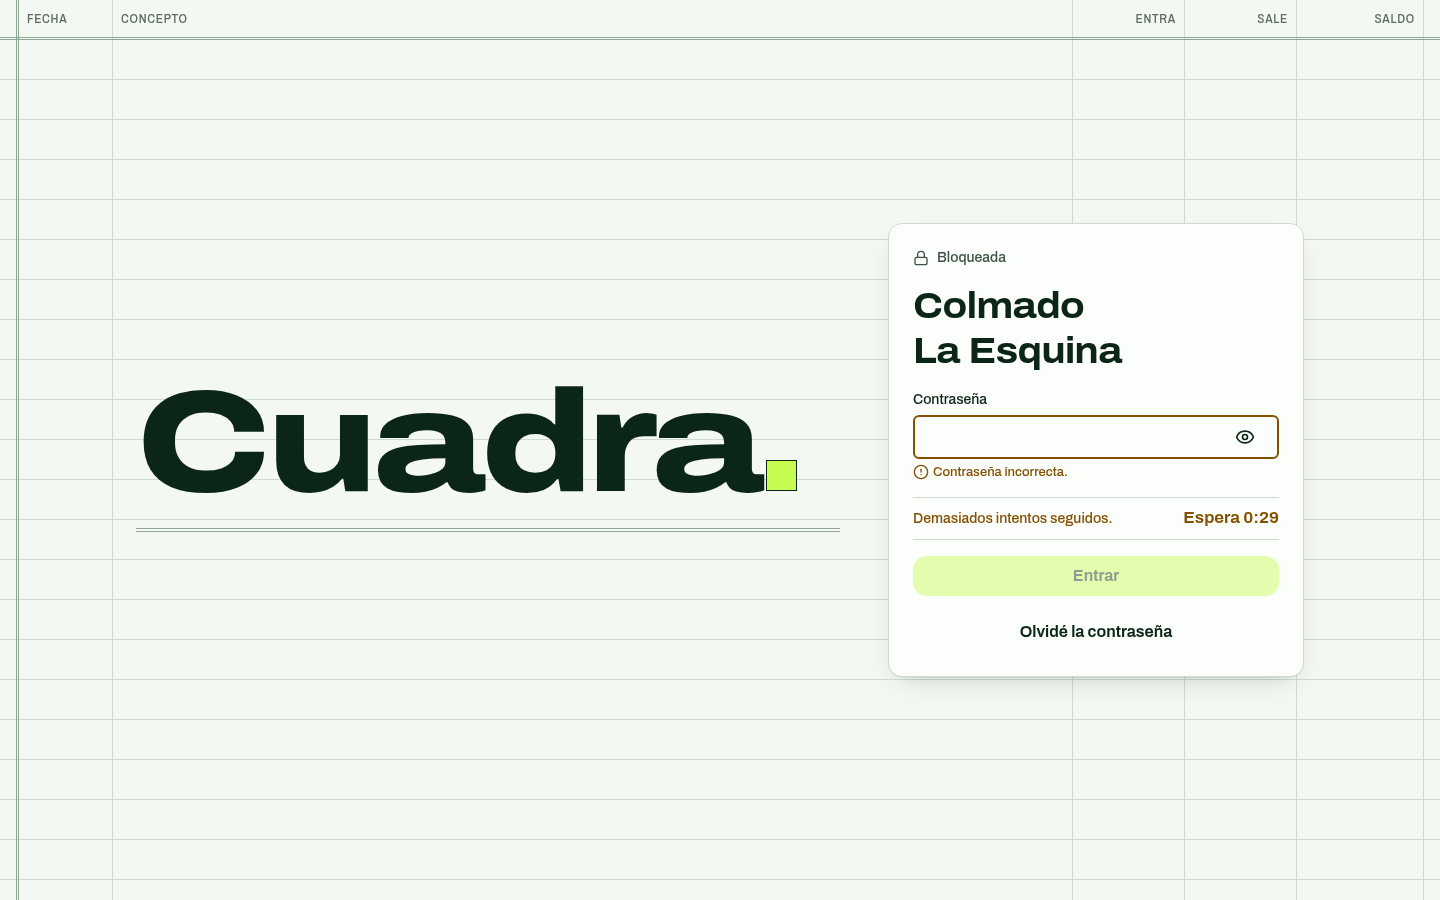 FECHA CONCEPTO ENTRA SALE SALDO
Cuadra.
Bloqueada
Colmado
La Esquina
Contraseña
Contraseña incorrecta.
Demasiados intentos seguidos. Espera 0:29
Entrar
Olvidé la contraseña